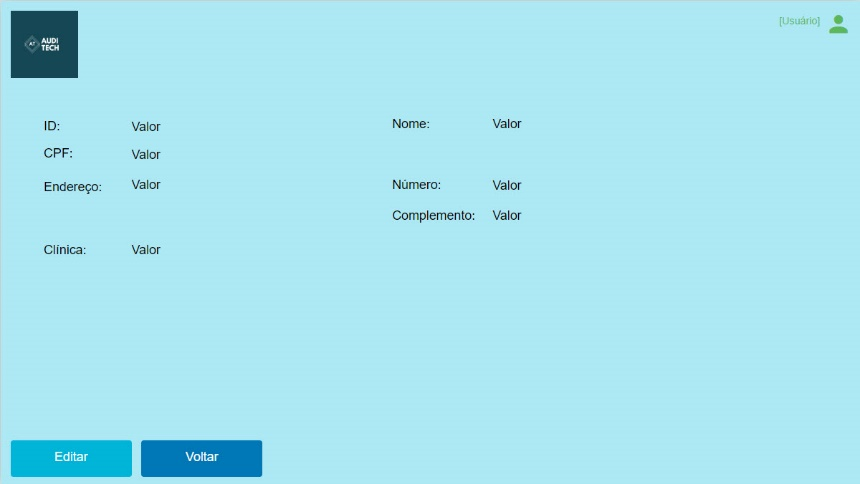 AT AUDI
TECH
[Usuário]
ID: Valor
Nome: Valor
CPF: Valor
Endereço: Valor
Número: Valor
Complemento: Valor
Clínica: Valor
Editar
Voltar